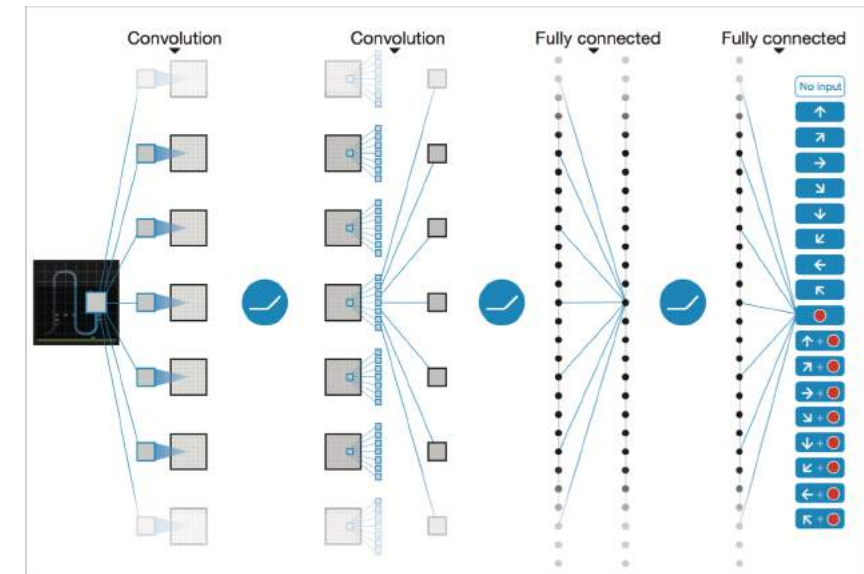 Convolution
Convolution
Fully connected
Fully connected
No input
+
+
+
+
+
+
+
+